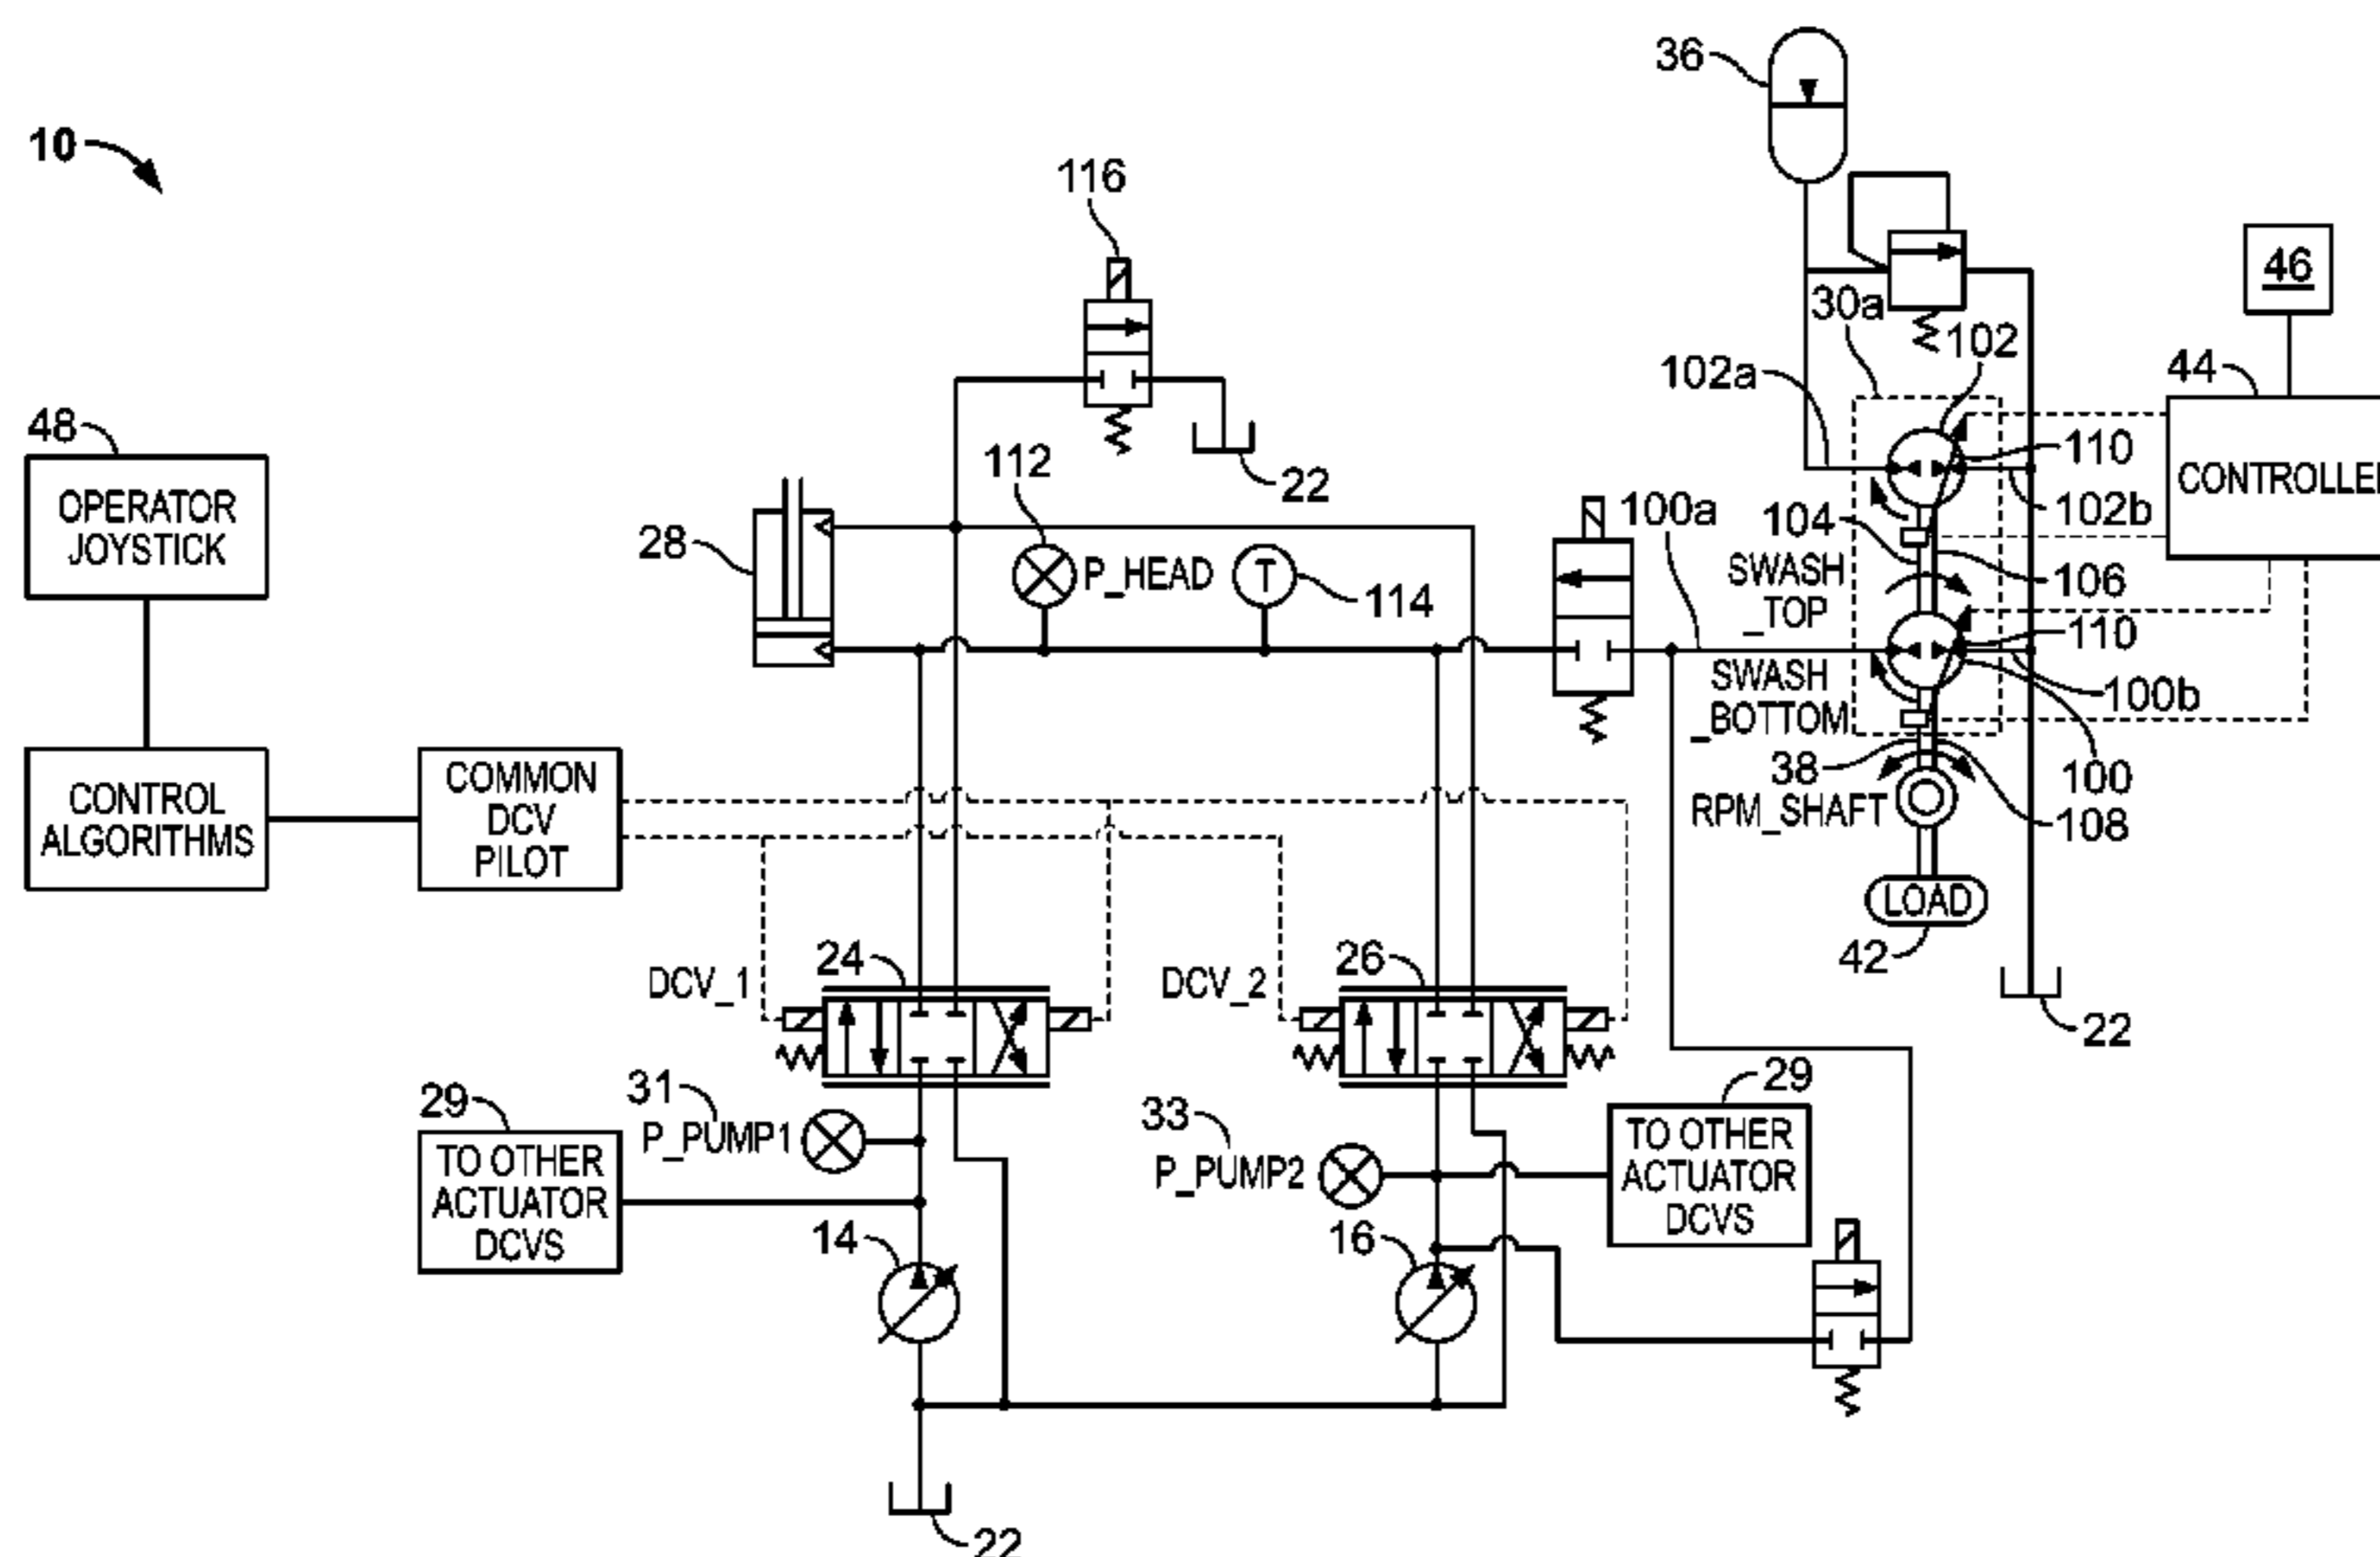 36
10
116
46
30a
102
102a
44
48
112
110
22
OPERATOR
JOYSTICK
28
P_HEAD
T
114
100a
104
102b
CONTROLLE
SWASH
_TOP
106
110
SWASH
_BOTTOM
100b
CONTROL
ALGORITHMS
COMMON
DCV
PILOT
38
100
RPM_SHAFT
108
LOAD
42
24
DCV_1
26
DCV_2
22
31
P_PUMP1
29
TO OTHER
ACTUATOR
DCVS
33
P_PUMP2
29
TO OTHER
ACTUATOR
DCVS
14
16
22